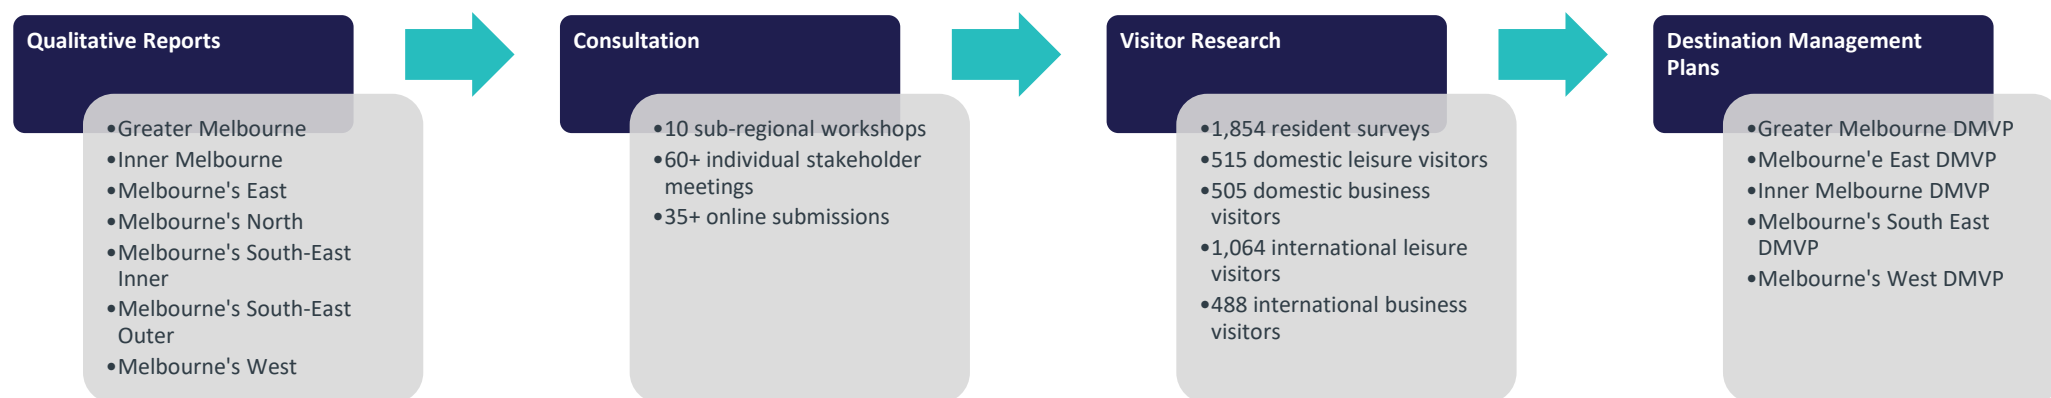 Qualitative Reports
•Greater Melbourne
•Inner Melbourne
•Melbourne's East
•Melbourne's North
•Melbourne's South-East
Inner
•Melbourne's South-East
Outer
•Melbourne's West
Consultation
•10 sub-regional workshops
•60+ individual stakeholder
meetings
•35+ online submissions
Visitor Research
•1,854 resident surveys
•515 domestic leisure visitors
•505 domestic business
visitors
•1,064 international leisure
visitors
•488 international business
visitors
Destination Management
Plans
•Greater Melbourne DMVP
•Melbourne'e East DMVP
•Inner Melbourne DMVP
•Melbourne's South East
DMVP
•Melbourne's West DMVP